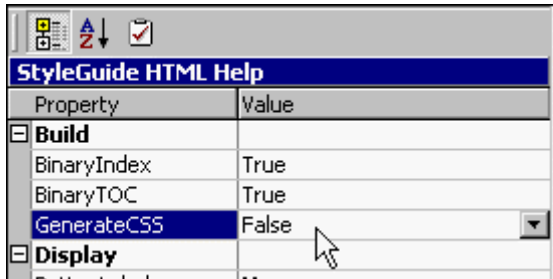 A Z
StyleGuide HTML Help
Property Value
Build
BinaryIndex True
BinaryTOC True
GenerateCSS False
Display